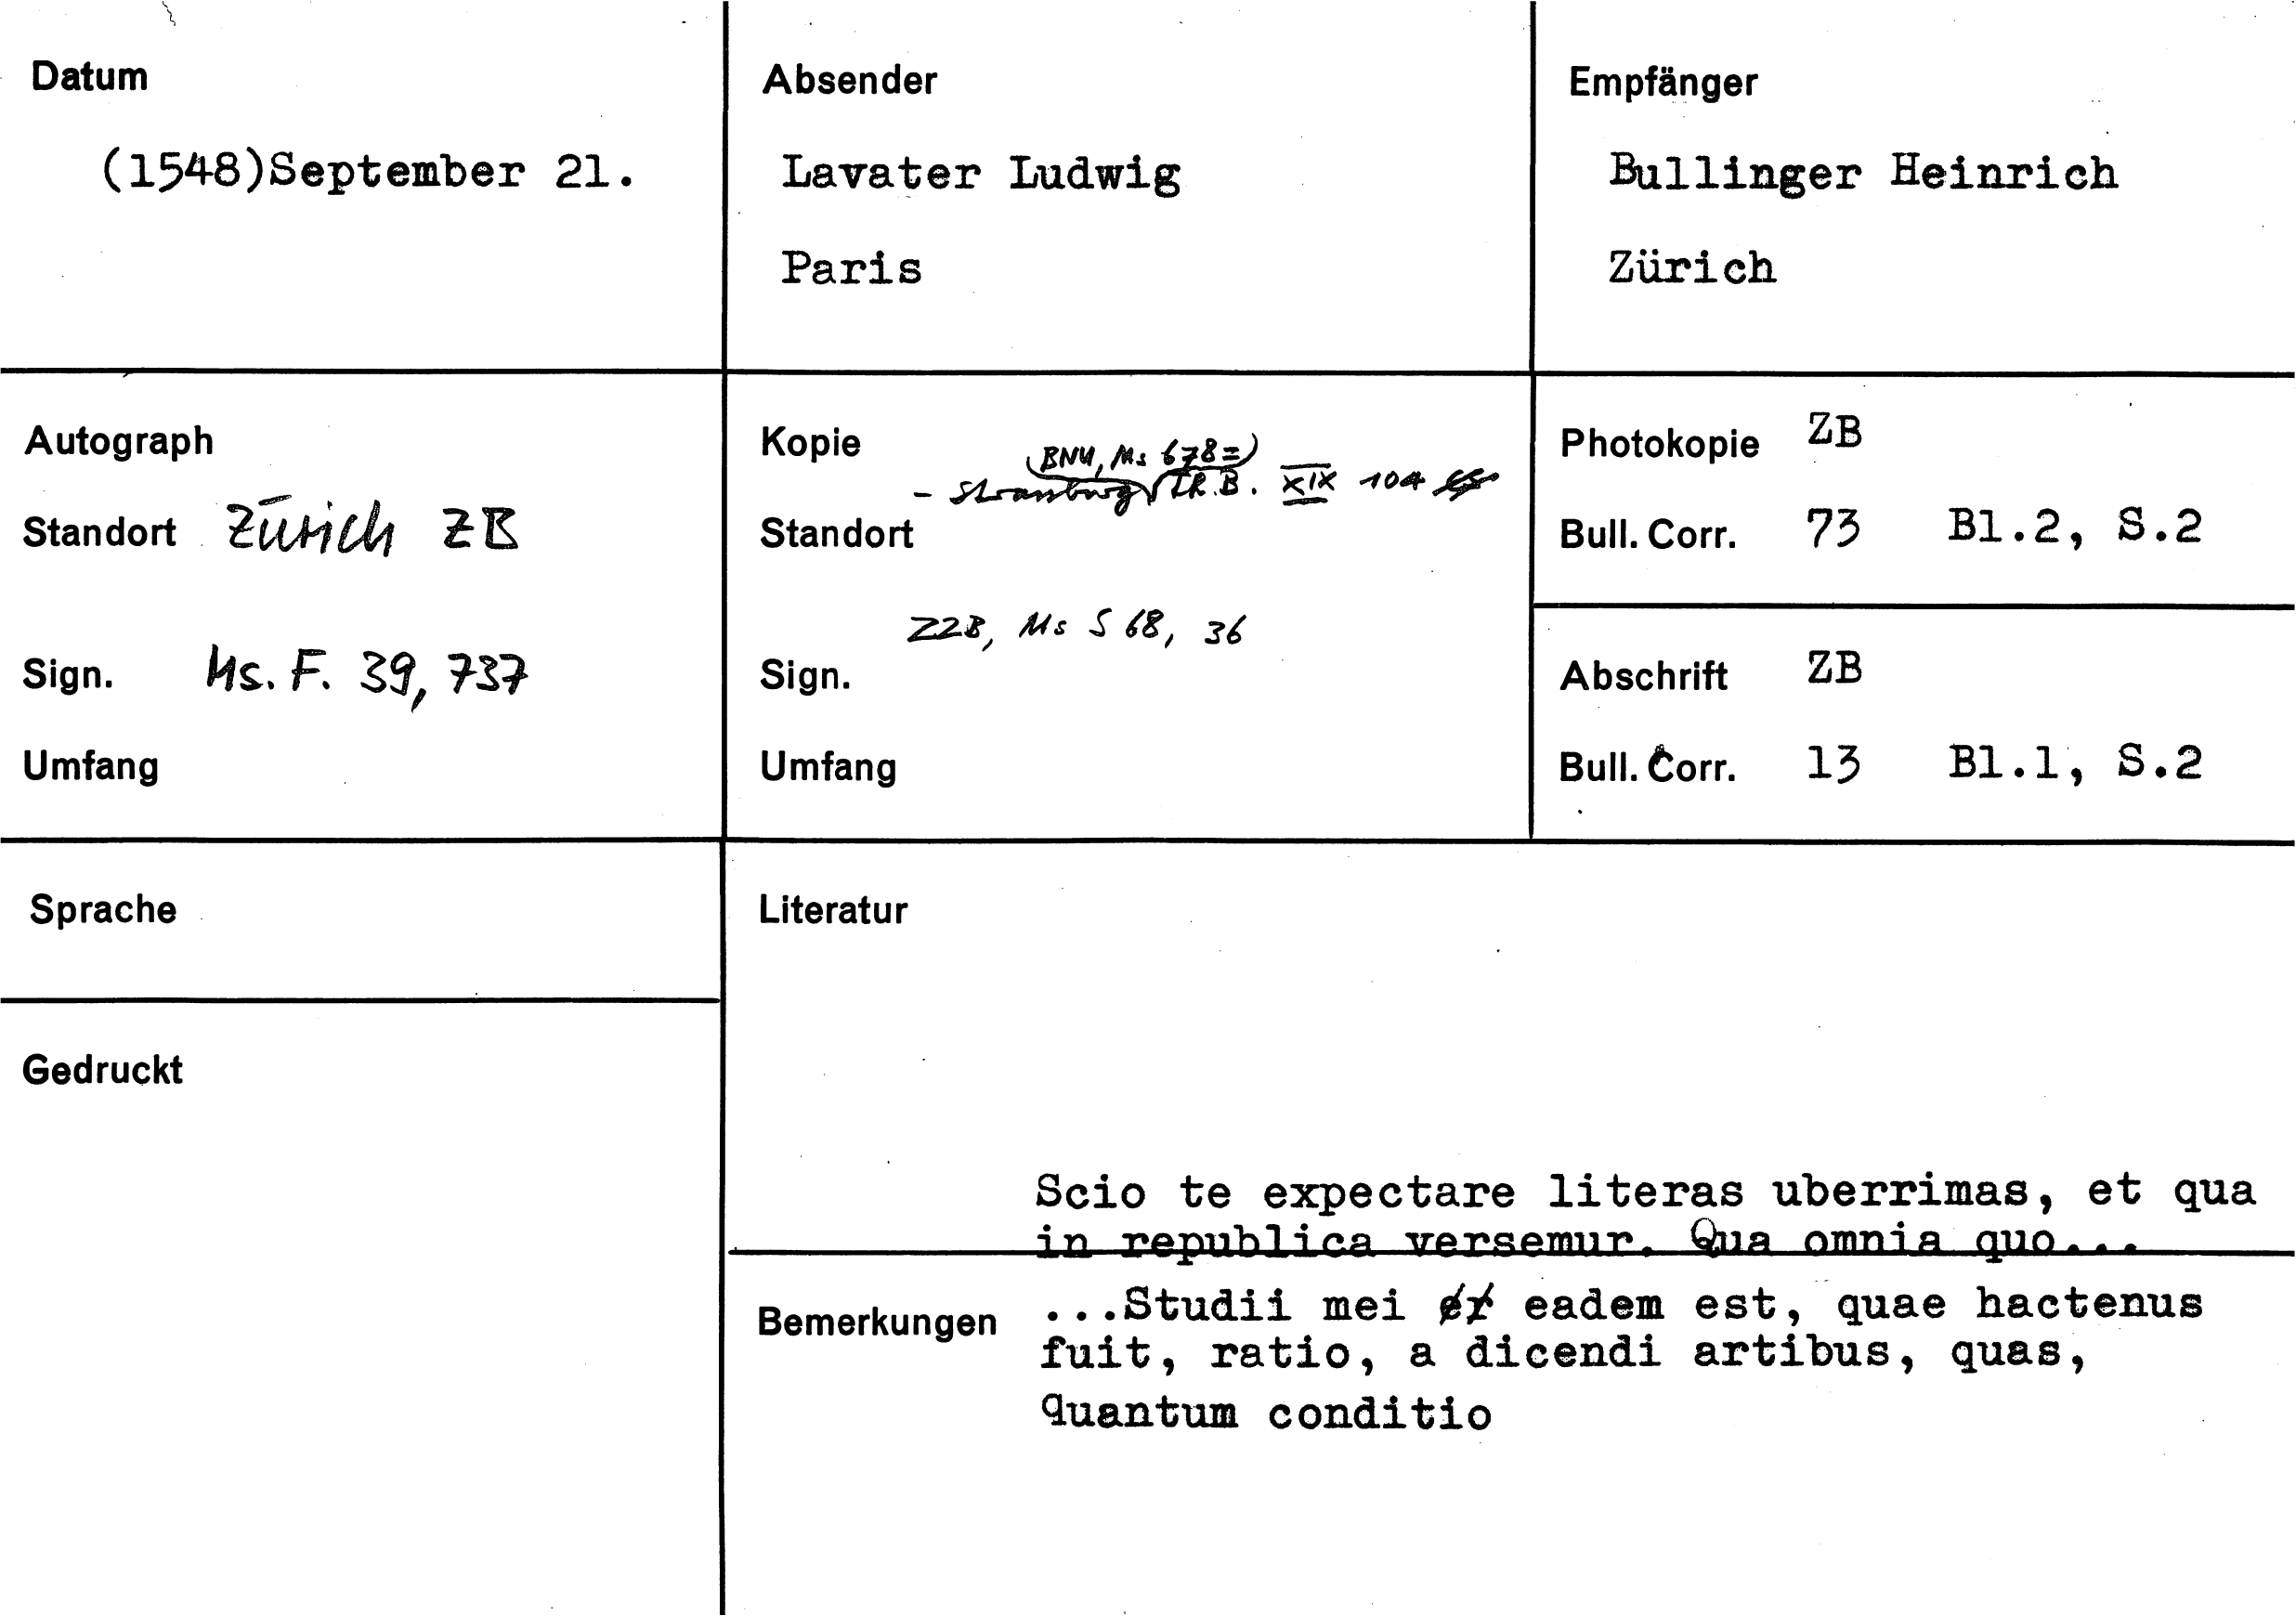 Datum
(1548)September 21.
Absender
Lavater Ludwig
Paris
Empfänger
Bullinger Heinrich
Zürich
Autograph
Standort Zürich ZB
Sign. Ms. F. 39, 737
Umfang
Kopie
(BNU, Ms 678=)
- Strassburg B. XIX 104
Standort
ZZB, Ms S 68, 36
Sign.
Umfang
Photokopie ZB
Bull. Corr. 73 Bl.2, S.2
Abschrift ZB
Bull. Corr. 13 Bl.1, S.2
Sprache
Gedruckt
Literatur
Scio te expectare literas uberrimas, et qua
in republica versemur. Qua omnia quo...
Bemerkungen ...Studii mei eadem est, quae hactenus
fuit, ratio, a dicendi artibus, quas,
quantum conditio